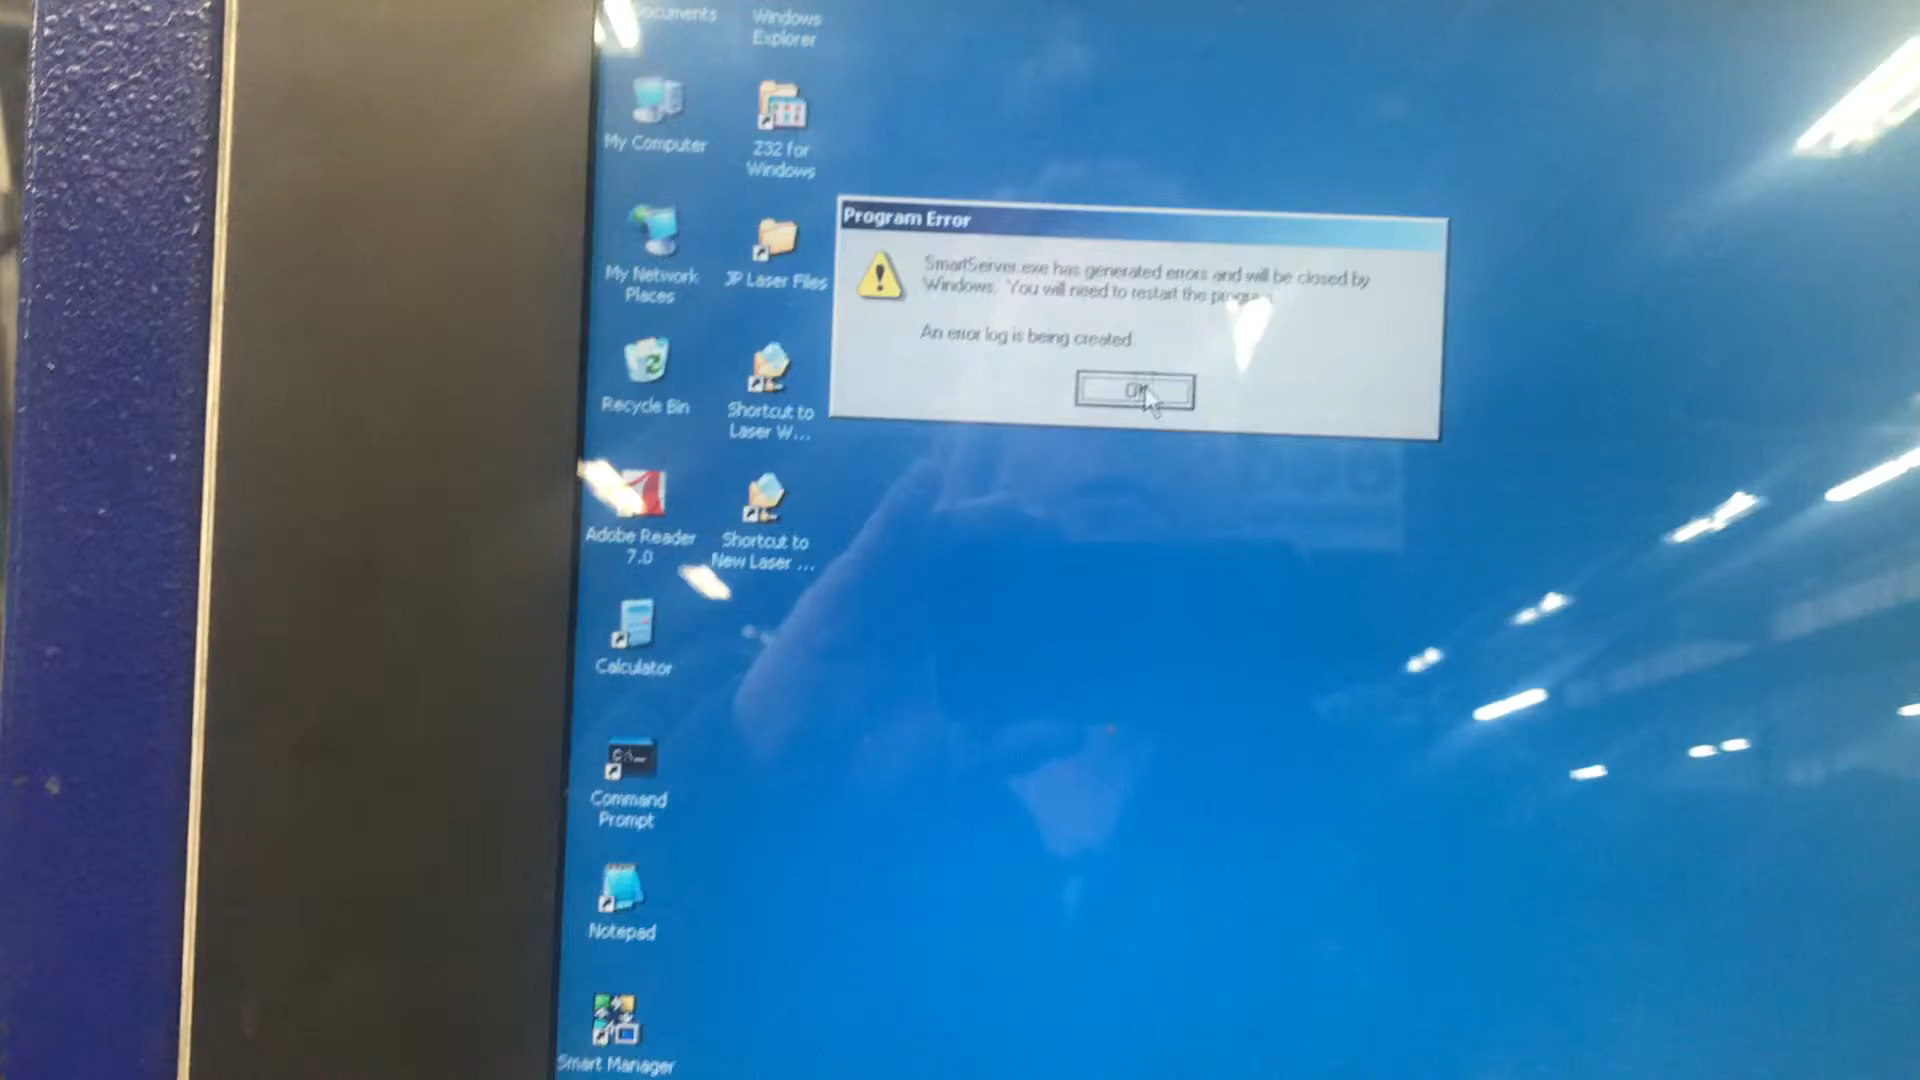 ocuments
Windows
Explorer
My Computer
Z32 for
Windows
My Network
Places
JP Laser Files
Recycle Bin
Shortcut to
Laser W...
Adobe Reader
7.0
Shortcut to
New Laser ...
Calculator
C:\
Command
Prompt
Notepad
Smart Manager
Program Error
SmartServer.exe has generated errors and will be closed by
Windows. You will need to restart the program.
An error log is being created.
OK